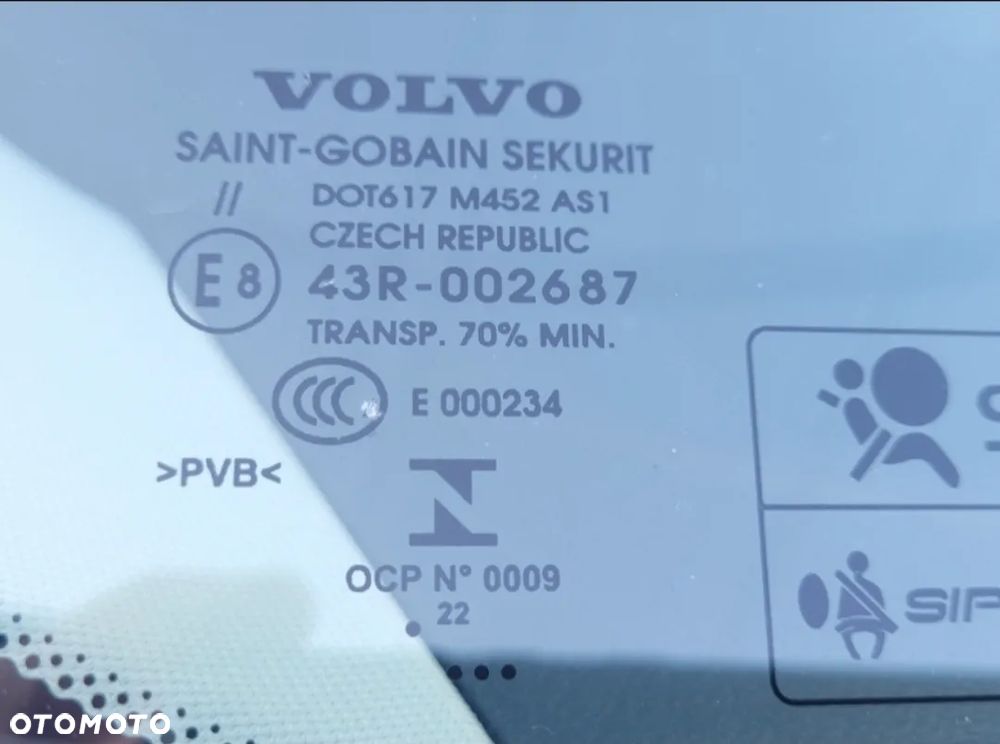 VOLVO
SAINT-GOBAIN SEKURIT
// DOT617 M452 AS1
CZECH REPUBLIC
E8 43R-002687
TRANSP. 70% MIN.
CCC E 000234
>PVB<
OCP N° 0009
22
SIP
OTOMOTO